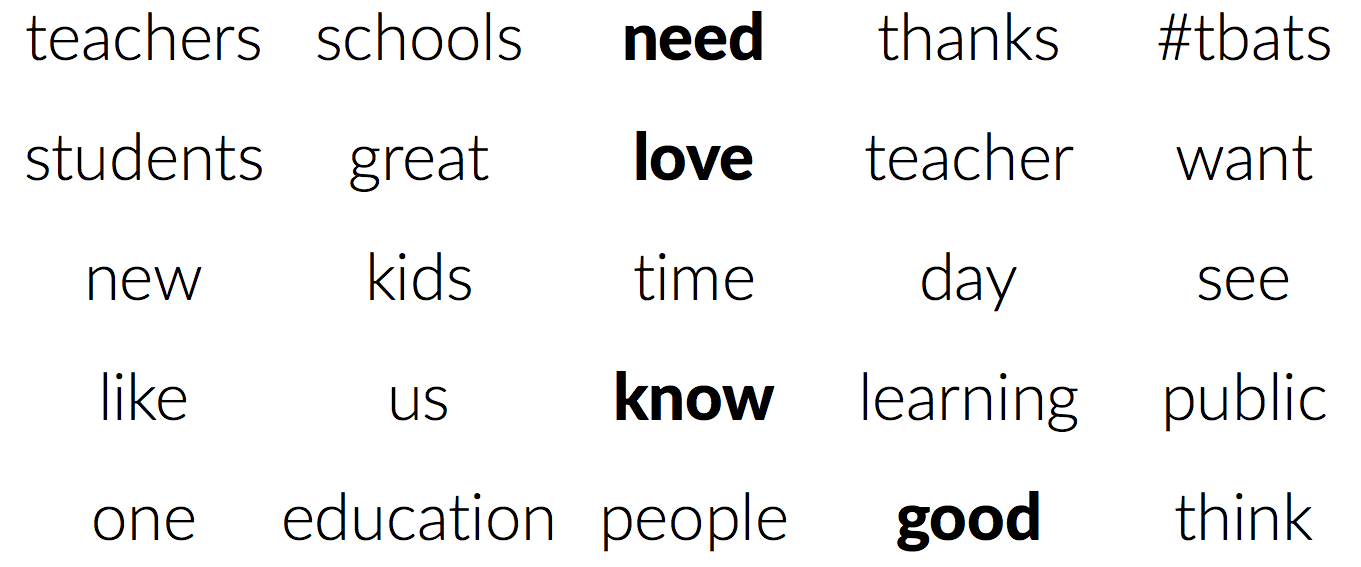 teachers schools need thanks #tbats
students great love teacher want
new kids time day see
like us know learning public
one education people good think